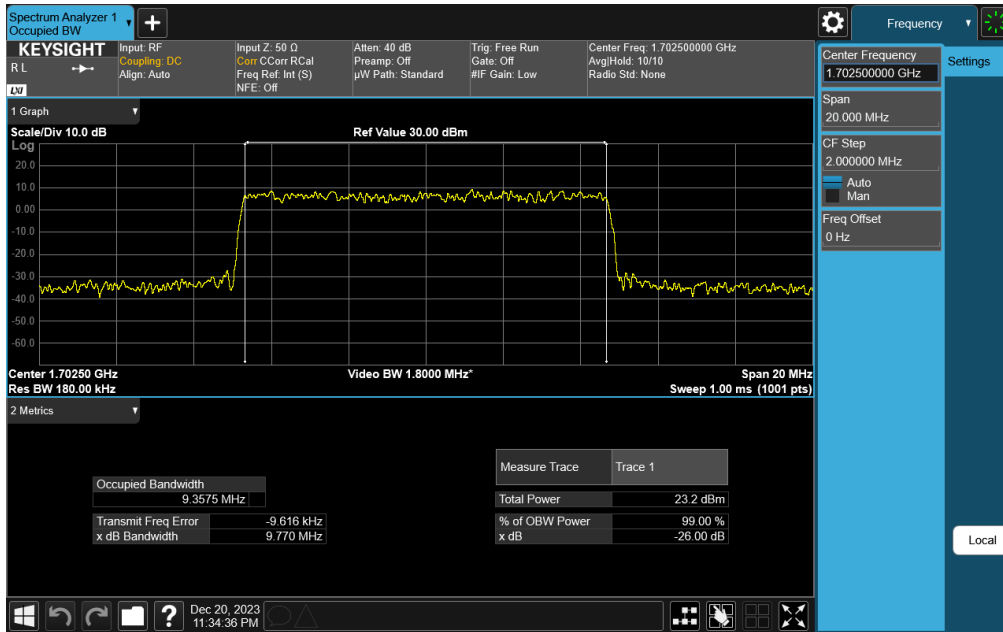 Spectrum Analyzer 1
Occupied BW
Frequency
KEYSIGHT
R L
LXI
Input: RF
Coupling: DC
Align: Auto
Input Z: 50 Ω
Corr CCorr RCal
Freq Ref: Int (S)
NFE: Off
Atten: 40 dB
Preamp: Off
µW Path: Standard
Trig: Free Run
Gate: Off
#IF Gain: Low
Center Freq: 1.702500000 GHz
Avg|Hold: 10/10
Radio Std: None
Center Frequency
1.702500000 GHz
Settings
Span
20.000 MHz
CF Step
2.000000 MHz
Auto
Man
Freq Offset
0 Hz
Local
1 Graph
Scale/Div 10.0 dB
Ref Value 30.00 dBm
Log
20.0
10.0
0.00
-10.0
-20.0
-30.0
-40.0
-50.0
-60.0
Center 1.70250 GHz
Video BW 1.8000 MHz*
Span 20 MHz
Res BW 180.00 kHz
Sweep 1.00 ms (1001 pts)
2 Metrics
Measure Trace
Trace 1
Occupied Bandwidth
9.3575 MHz
Total Power
23.2 dBm
Transmit Freq Error
-9.616 kHz
% of OBW Power
99.00 %
x dB Bandwidth
9.770 MHz
x dB
-26.00 dB
?
Dec 20, 2023
11:34:36 PM